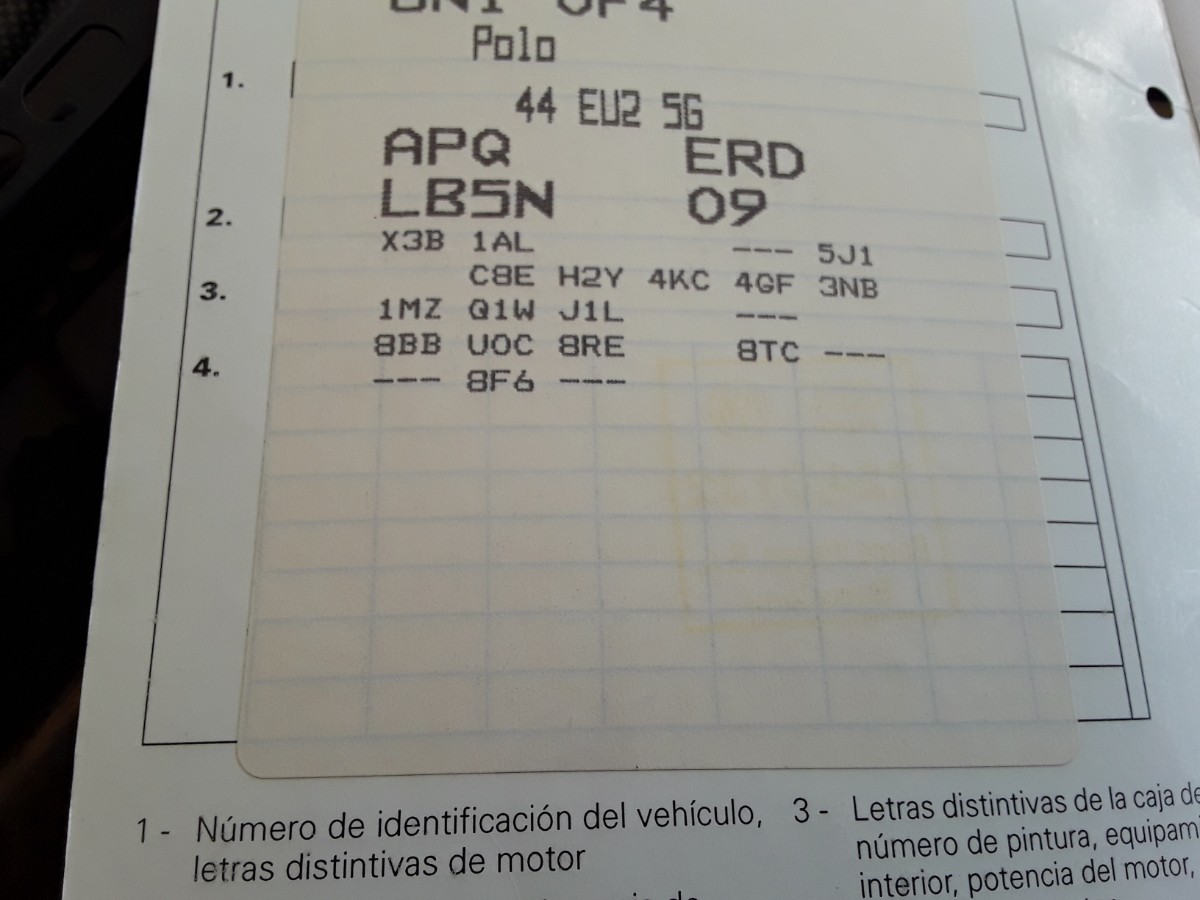 Polo
1.
44 EU2 5G
APQ ERD
LB5N 09
2.
X3B 1AL --- 5J1
C8E H2Y 4KC 4GF 3NB
3.
1MZ Q1W J1L ---
8BB U0C 8RE 8TC ---
4.
--- 8F6 ---
1 - Número de identificación del vehículo,
letras distintivas de motor
3 - Letras distintivas de la caja de
número de pintura, equipam
interior, potencia del motor,